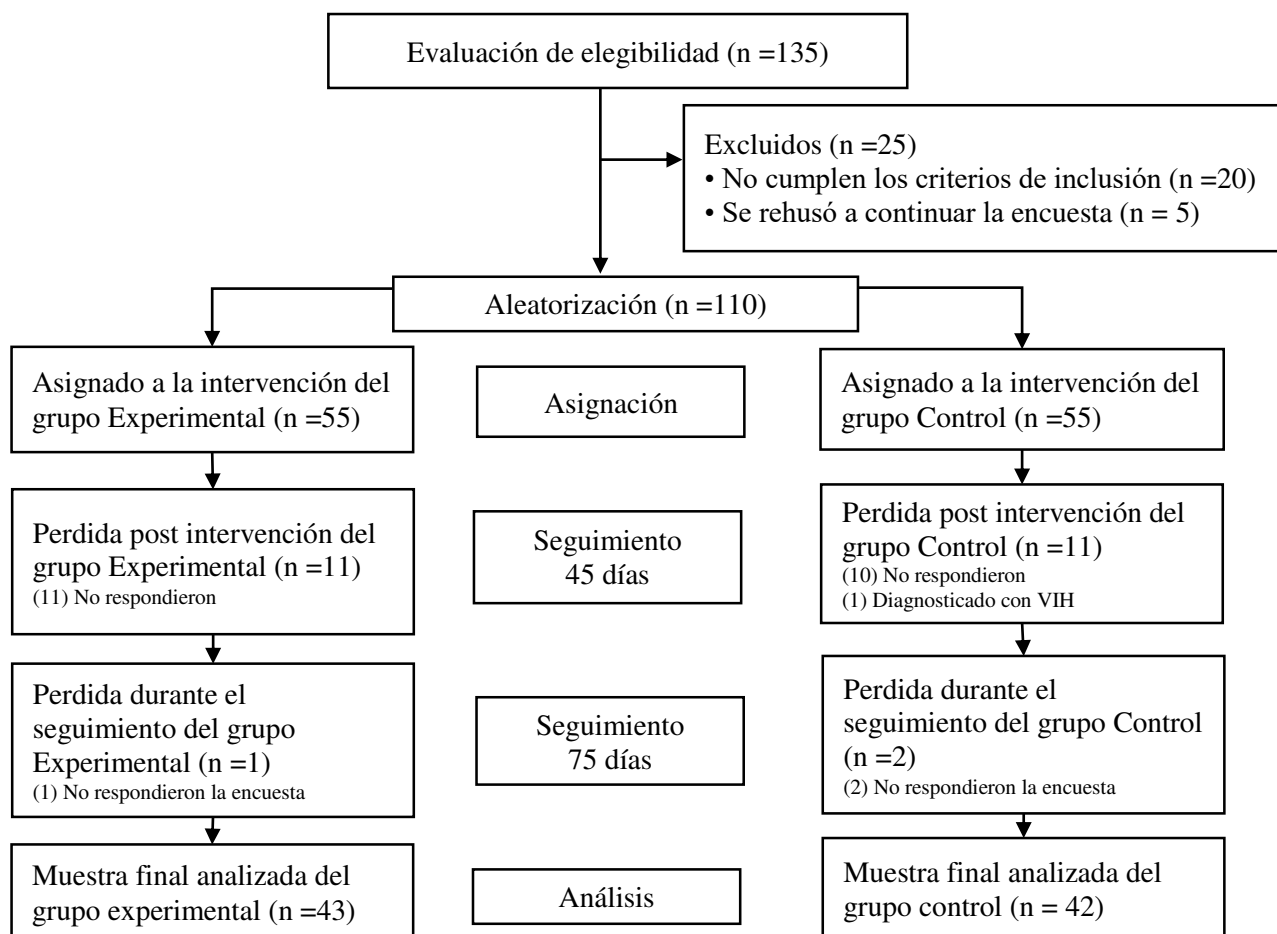 Evaluación de elegibilidad (n =135)
Excluidos (n =25)
• No cumplen los criterios de inclusión (n =20)
• Se rehusó a continuar la encuesta (n = 5)
Aleatorización (n =110)
Asignado a la intervención del
grupo Experimental (n =55)
Asignación
Asignado a la intervención del
grupo Control (n =55)
Perdida post intervención del
grupo Experimental (n =11)
(11) No respondieron
Seguimiento
45 días
Perdida post intervención del
grupo Control (n =11)
(10) No respondieron
(1) Diagnosticado con VIH
Perdida durante el
seguimiento del grupo
Experimental (n =1)
(1) No respondieron la encuesta
Seguimiento
75 días
Perdida durante el
seguimiento del grupo Control
(n =2)
(2) No respondieron la encuesta
Muestra final analizada del
grupo experimental (n =43)
Análisis
Muestra final analizada del
grupo control (n = 42)